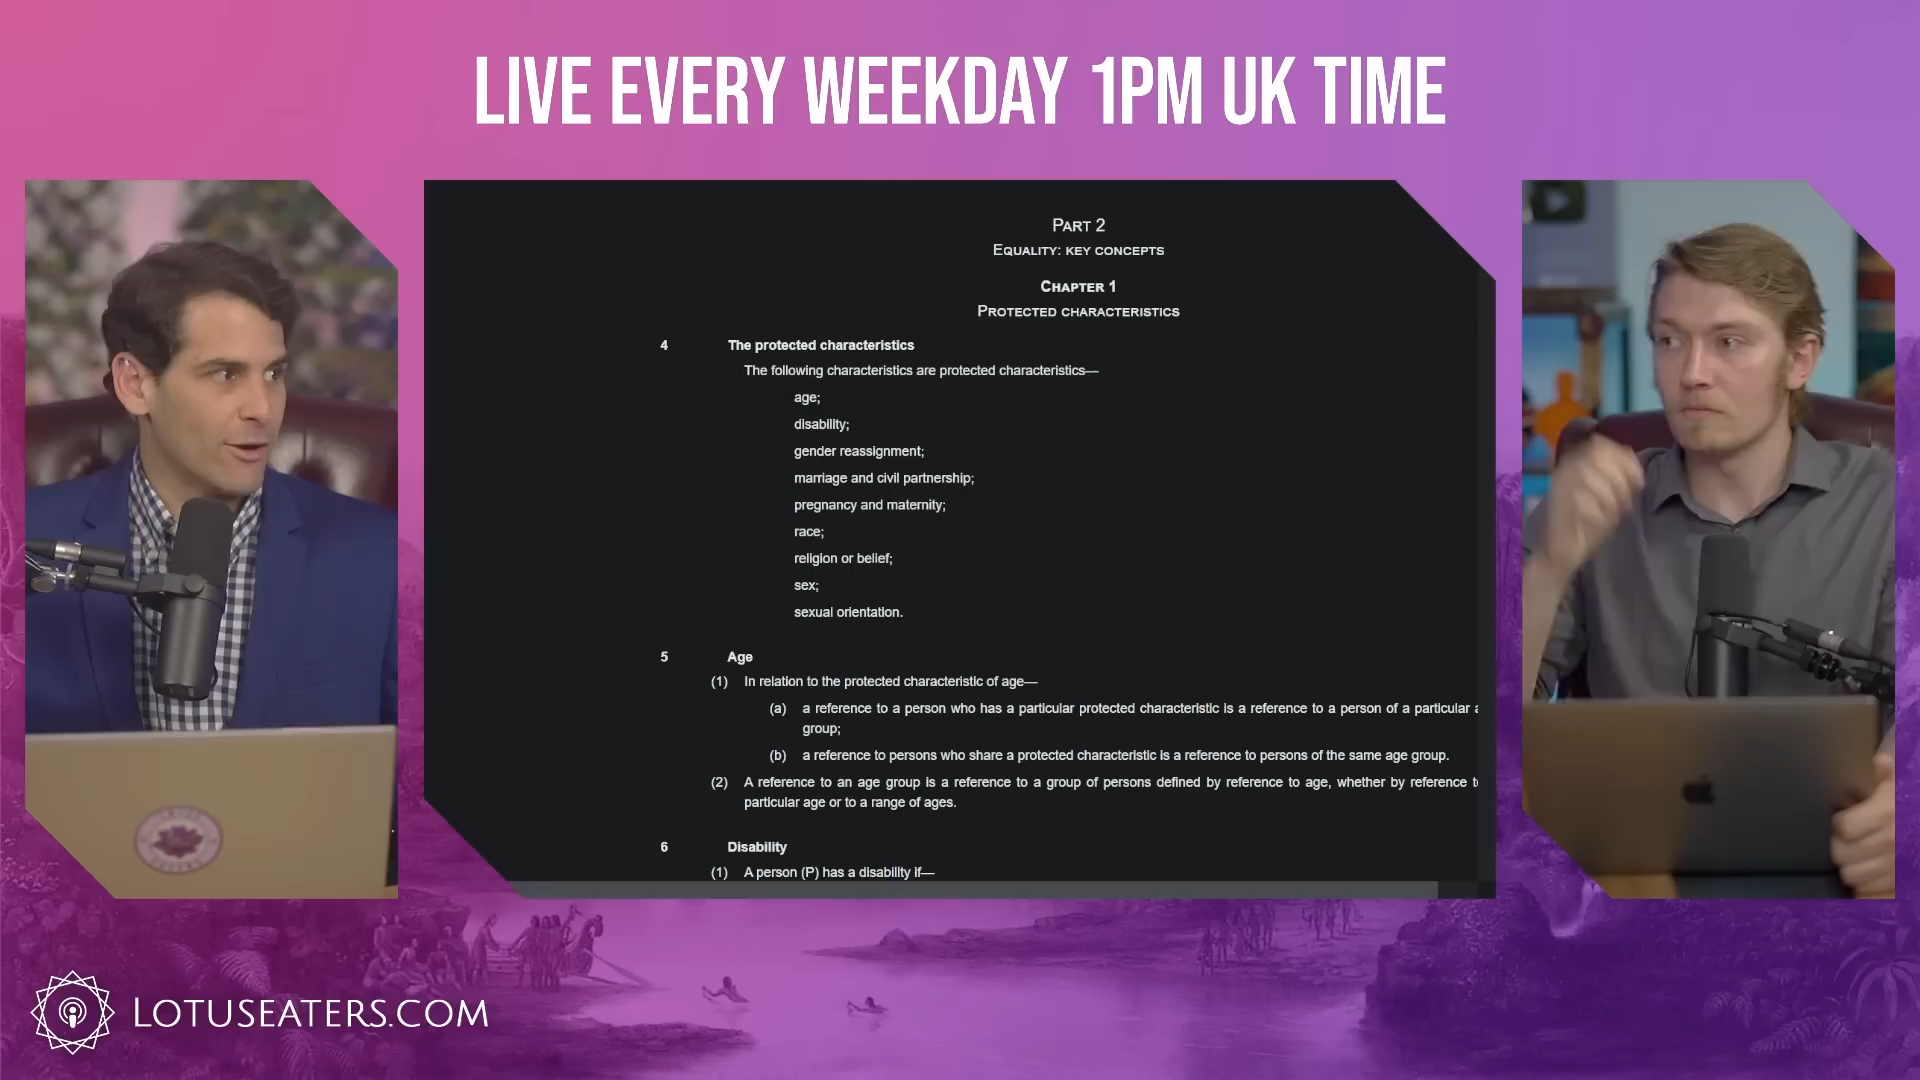 LIVE EVERY WEEKDAY 1PM UK TIME
PART 2
EQUALITY: KEY CONCEPTS
CHAPTER 1
PROTECTED CHARACTERISTICS
4 The protected characteristics
The following characteristics are protected characteristics—
age;
disability;
gender reassignment;
marriage and civil partnership;
pregnancy and maternity;
race;
religion or belief;
sex;
sexual orientation.
5 Age
(1) In relation to the protected characteristic of age—
(a) a reference to a person who has a particular protected characteristic is a reference to a person of a particular
group;
(b) a reference to persons who share a protected characteristic is a reference to persons of the same age group.
(2) A reference to an age group is a reference to a group of persons defined by reference to age, whether by reference
particular age or to a range of ages.
6 Disability
(1) A person (P) has a disability if—
LOTUSEATERS.COM